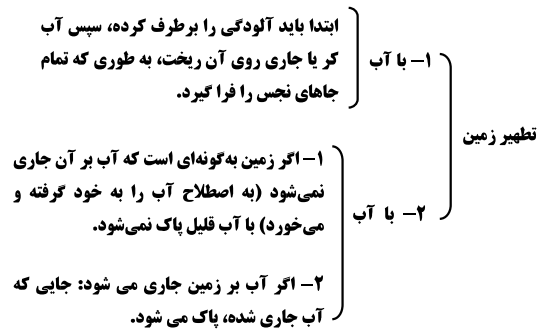 تطهیر زمین
۱– با آب
ابتدا باید آلودگی را برطرف کرده، سپس آب
کر یا جاری روی آن ریخت، به طوری که تمام
جاهای نجس را فرا گیرد.
۲– با آب
۱– اگر زمین به‌گونه‌ای است که آب بر آن جاری
نمی‌شود (به اصطلاح آب را به خود گرفته و
می‌خورد) با آب قلیل پاک نمی‌شود.
۲– اگر آب بر زمین جاری می شود: جایی که
آب جاری شده، پاک می شود.